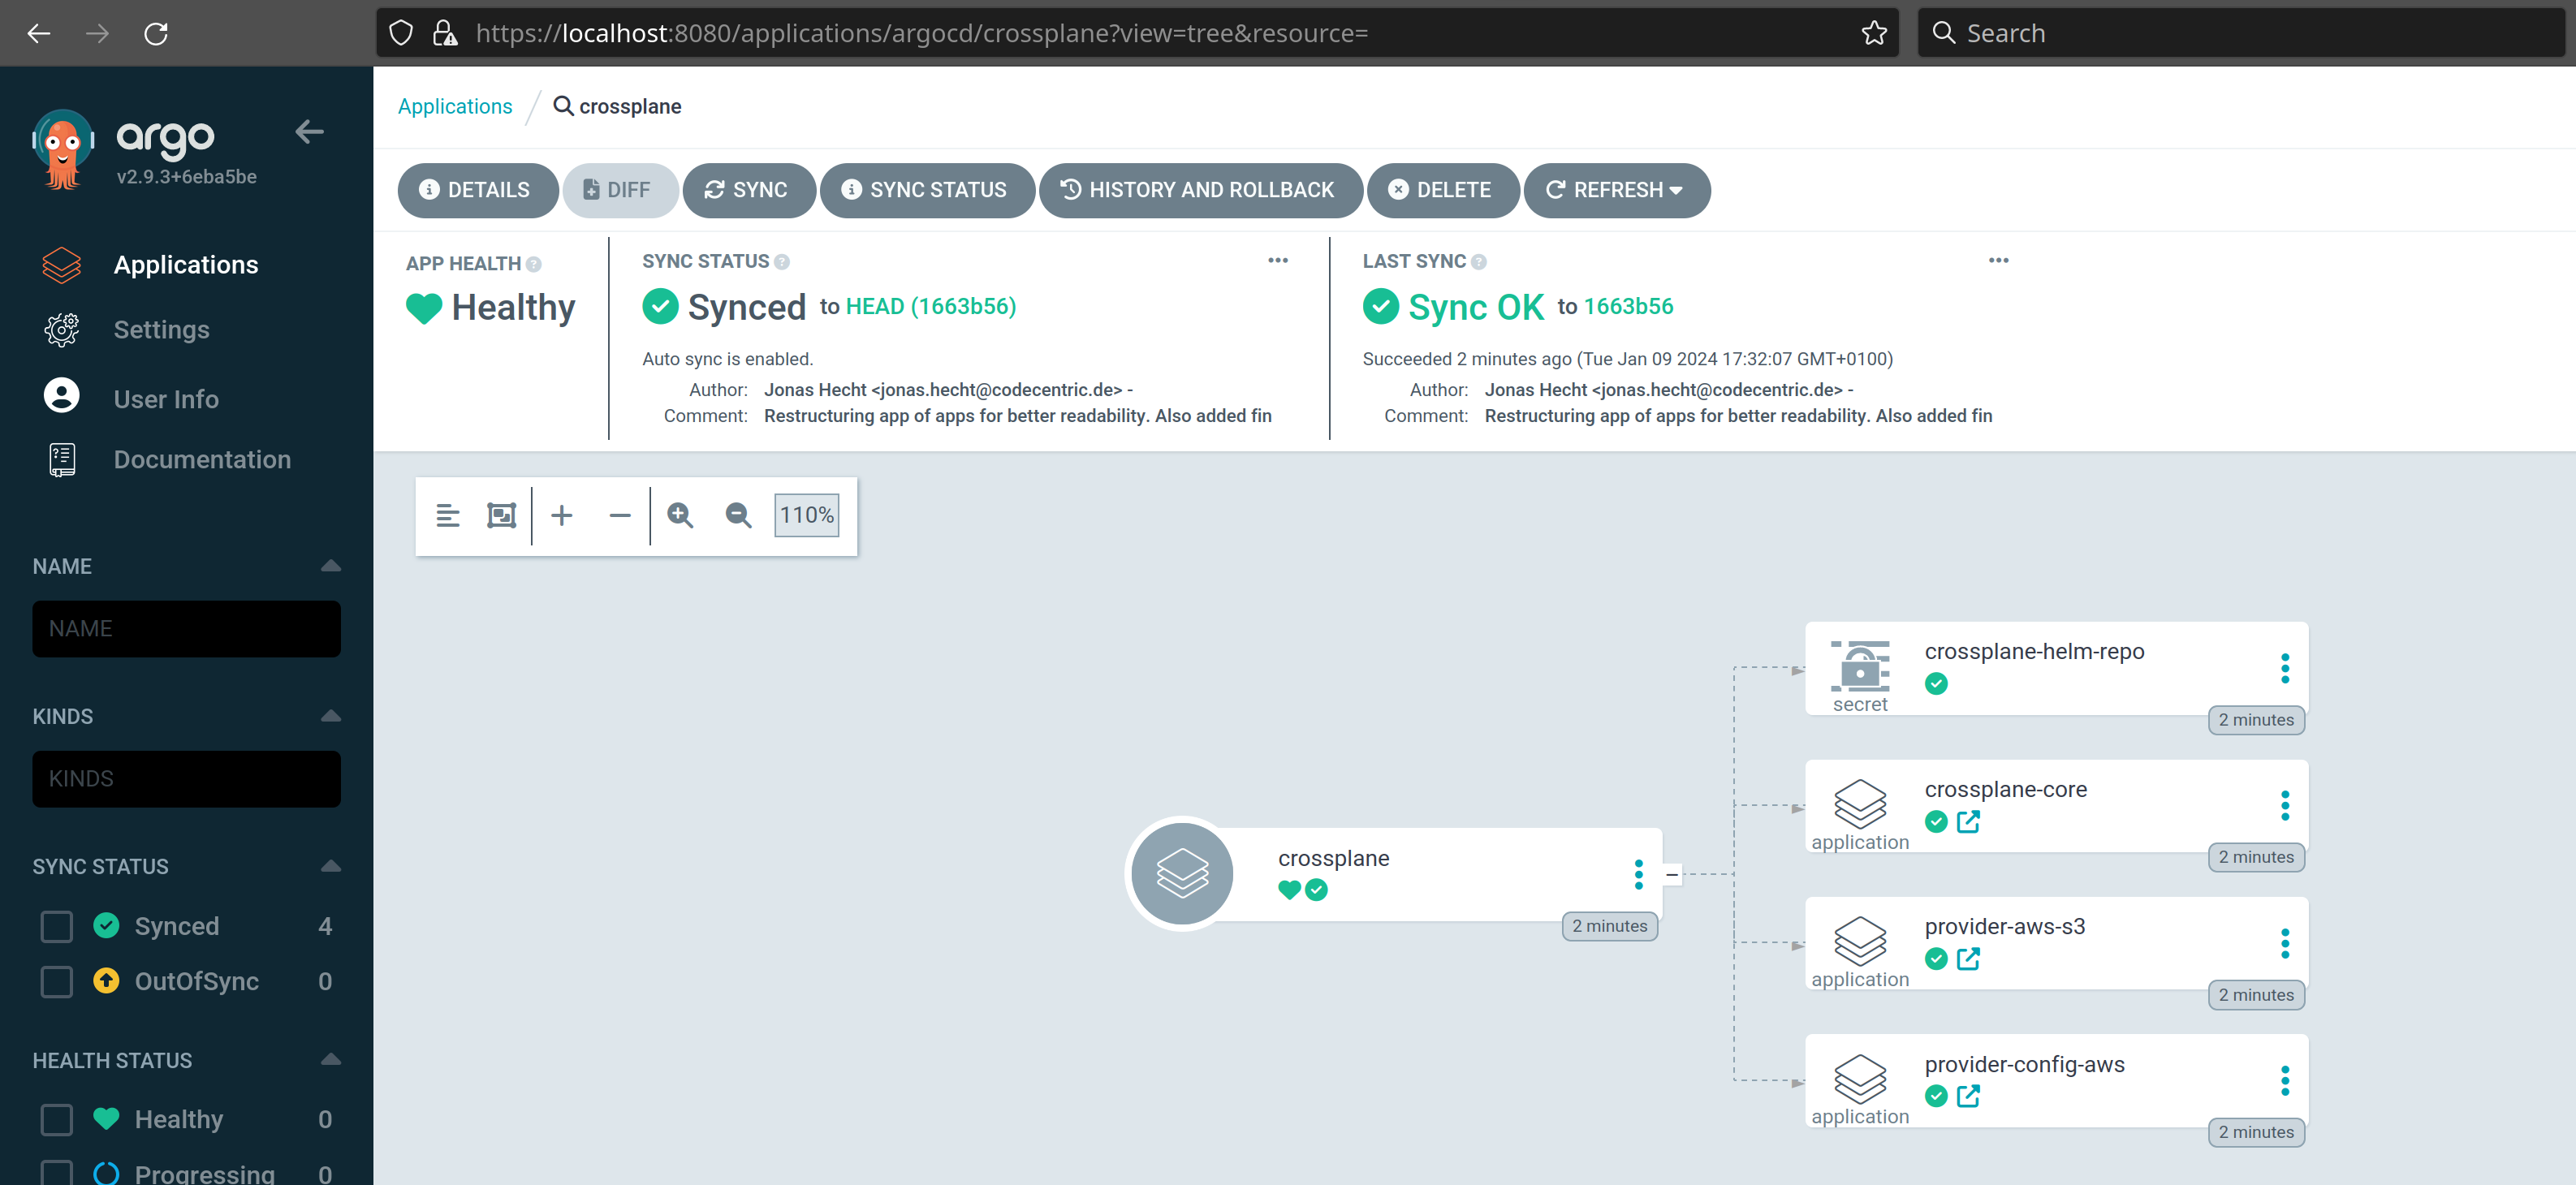 https://localhost:8080/applications/argocd/crossplane?view=tree&resource=
Search
argo
v2.9.3+6eba5be
Applications
Settings
User Info
Documentation
NAME
NAME
KINDS
KINDS
SYNC STATUS
Synced 4
OutOfSync 0
HEALTH STATUS
Healthy 0
Progressing 0
Applications / crossplane
DETAILS DIFF SYNC SYNC STATUS HISTORY AND ROLLBACK DELETE REFRESH
APP HEALTH
Healthy
SYNC STATUS
Synced to HEAD (1663b56)
Auto sync is enabled.
Author: Jonas Hecht <jonas.hecht@codecentric.de> -
Comment: Restructuring app of apps for better readability. Also added fin
LAST SYNC
Sync OK to 1663b56
Succeeded 2 minutes ago (Tue Jan 09 2024 17:32:07 GMT+0100)
Author: Jonas Hecht <jonas.hecht@codecentric.de> -
Comment: Restructuring app of apps for better readability. Also added fin
110%
crossplane
2 minutes
crossplane-helm-repo
secret
2 minutes
crossplane-core
application
2 minutes
provider-aws-s3
application
2 minutes
provider-config-aws
application
2 minutes